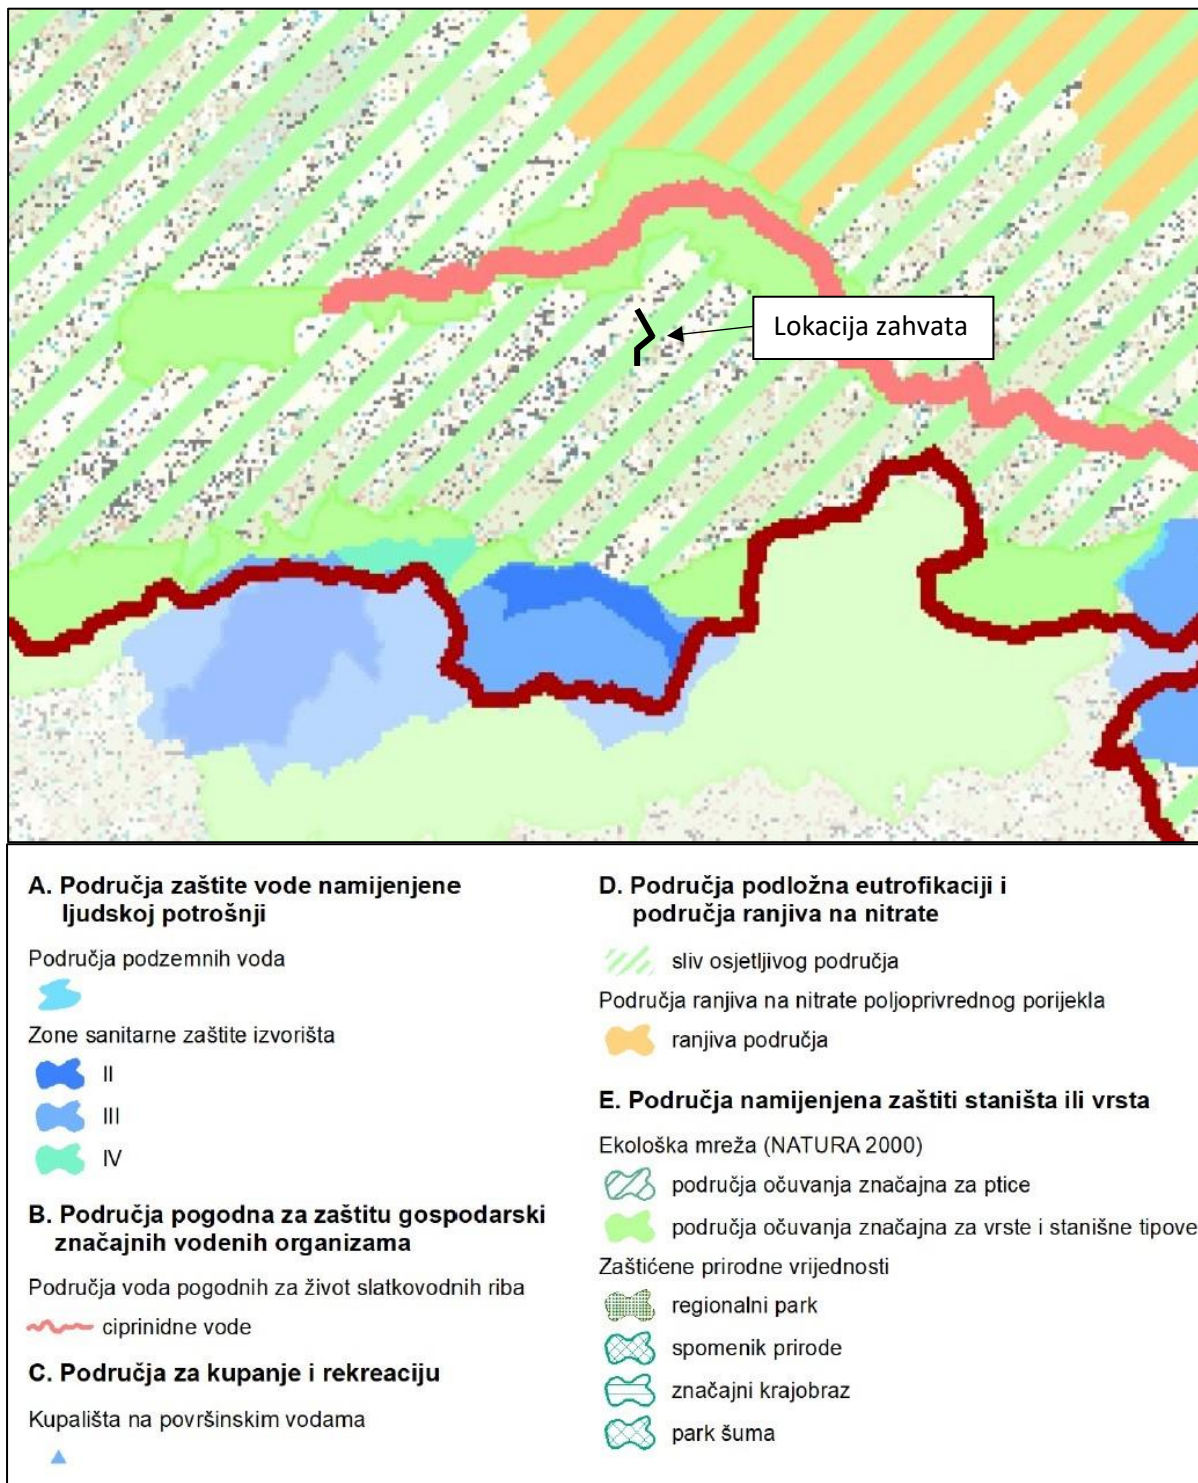 Lokacija zahvata
A. Područja zaštite vode namijenjene
ljudskoj potrošnji
Područja podzemnih voda
Zone sanitarne zaštite izvorišta
II
III
IV
B. Područja pogodna za zaštitu gospodarski
značajnih vodenih organizama
Područja voda pogodnih za život slatkovodnih riba
ciprinidne vode
C. Područja za kupanje i rekreaciju
Kupališta na površinskim vodama
D. Područja podložna eutrofikaciji i
područja ranjiva na nitrate
sliv osjetljivog područja
Područja ranjiva na nitrate poljoprivrednog porijekla
ranjiva područja
E. Područja namijenjena zaštiti staništa ili vrsta
Ekološka mreža (NATURA 2000)
područja očuvanja značajna za ptice
područja očuvanja značajna za vrste i stanišne tipove
Zaštićene prirodne vrijednosti
regionalni park
spomenik prirode
značajni krajobraz
park šuma